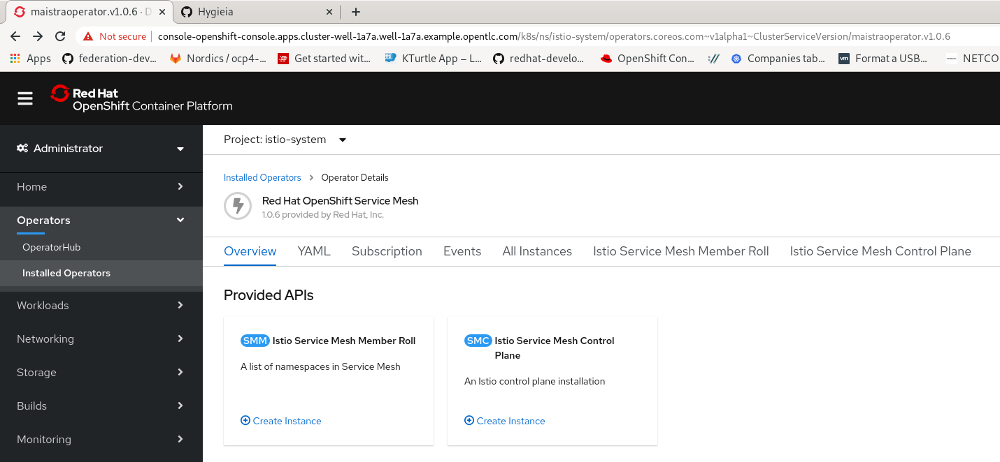 maistraoperator.v1.0.6 · D
Hygieia
Not secure console-openshift-console.apps.cluster-well-1a7a.well-1a7a.example.opentlc.com/k8s/ns/istio-system/operators.coreos.com~v1alpha1~ClusterServiceVersion/maistraoperator.v1.0.6
Apps federation-dev... Nordics / ocp4-... Get started wit... KTurtle App – L... redhat-develo... OpenShift Con... Companies tab... vm Format a USB... NETCO
Red Hat
OpenShift Container Platform
Administrator
Home
Operators
OperatorHub
Installed Operators
Workloads
Networking
Storage
Builds
Monitoring
Project: istio-system
Installed Operators > Operator Details
Red Hat OpenShift Service Mesh
1.0.6 provided by Red Hat, Inc.
Overview YAML Subscription Events All Instances Istio Service Mesh Member Roll Istio Service Mesh Control Plane
Provided APIs
SMM Istio Service Mesh Member Roll
A list of namespaces in Service Mesh
Create Instance
SMC Istio Service Mesh Control
Plane
An Istio control plane installation
Create Instance